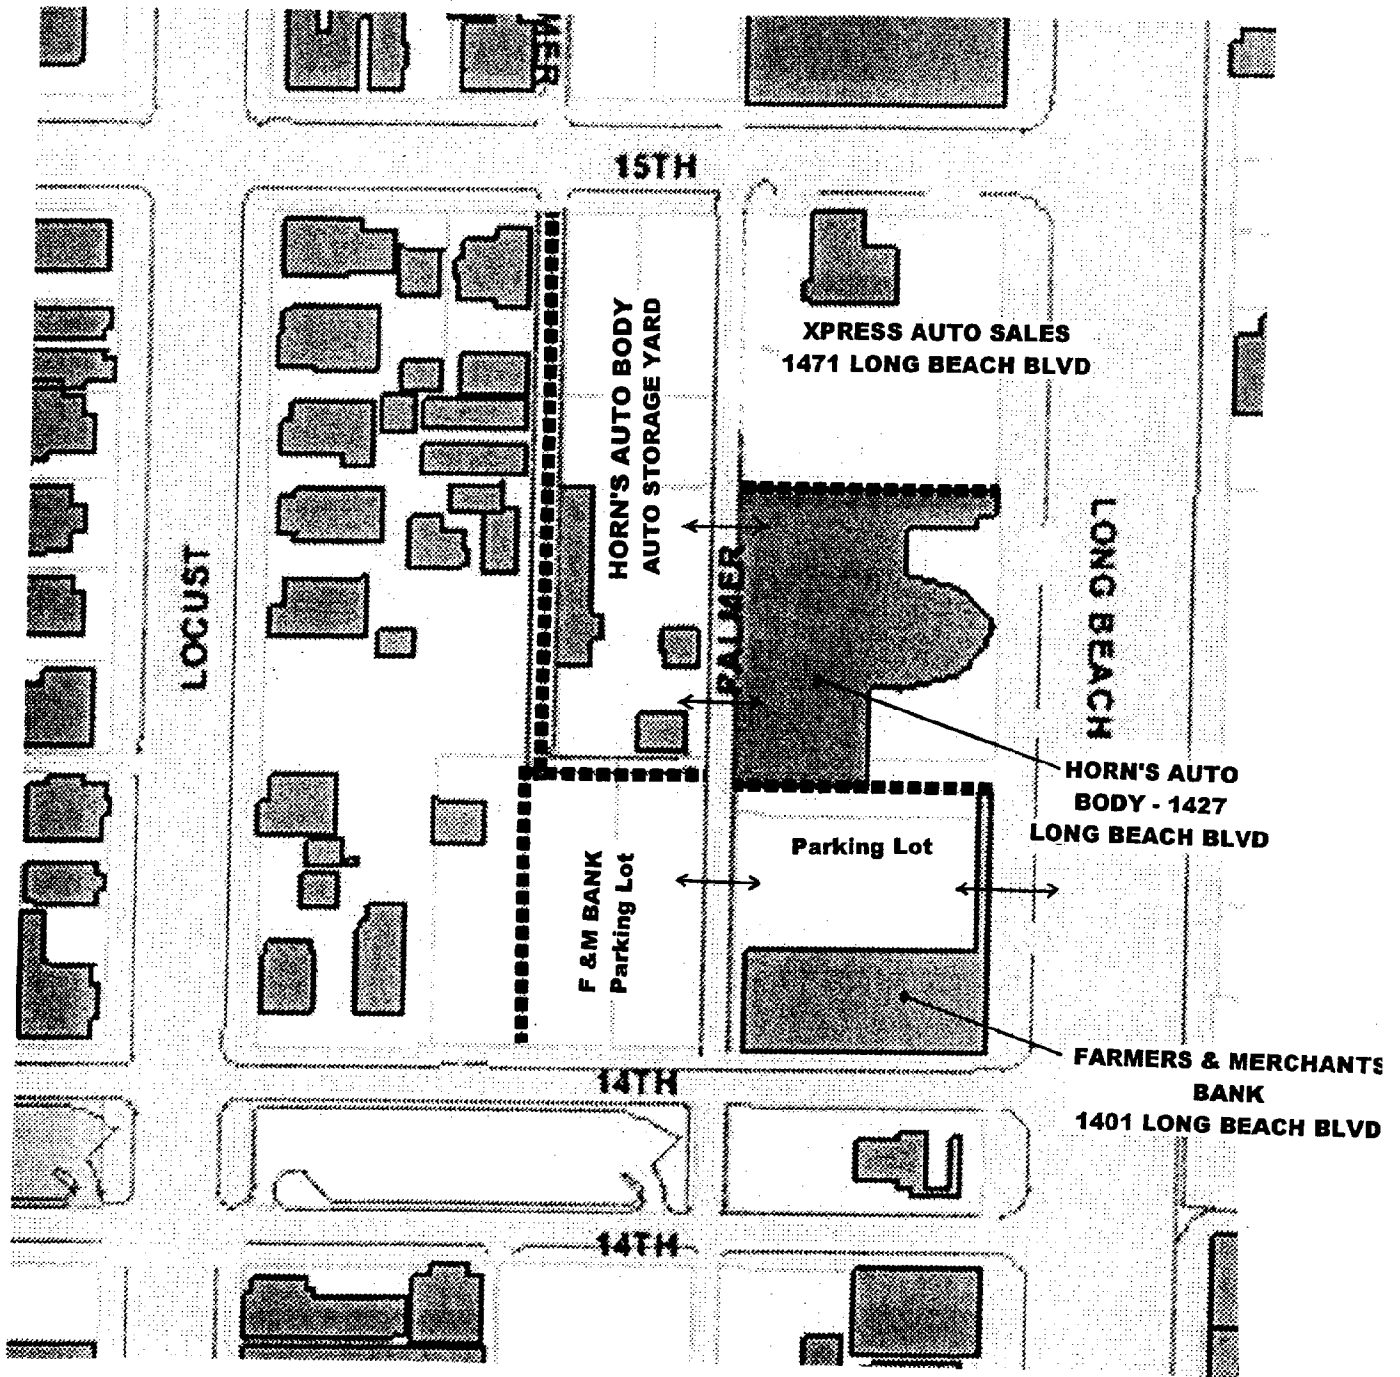 MER
15TH
XPRESS AUTO SALES
1471 LONG BEACH BLVD
HORN'S AUTO BODY
AUTO STORAGE YARD
LOCUST
PALMER
LONG BEACH
HORN'S AUTO
BODY - 1427
LONG BEACH BLVD
Parking Lot
F &M BANK
Parking Lot
14TH
FARMERS & MERCHANTS
BANK
1401 LONG BEACH BLVD
14TH